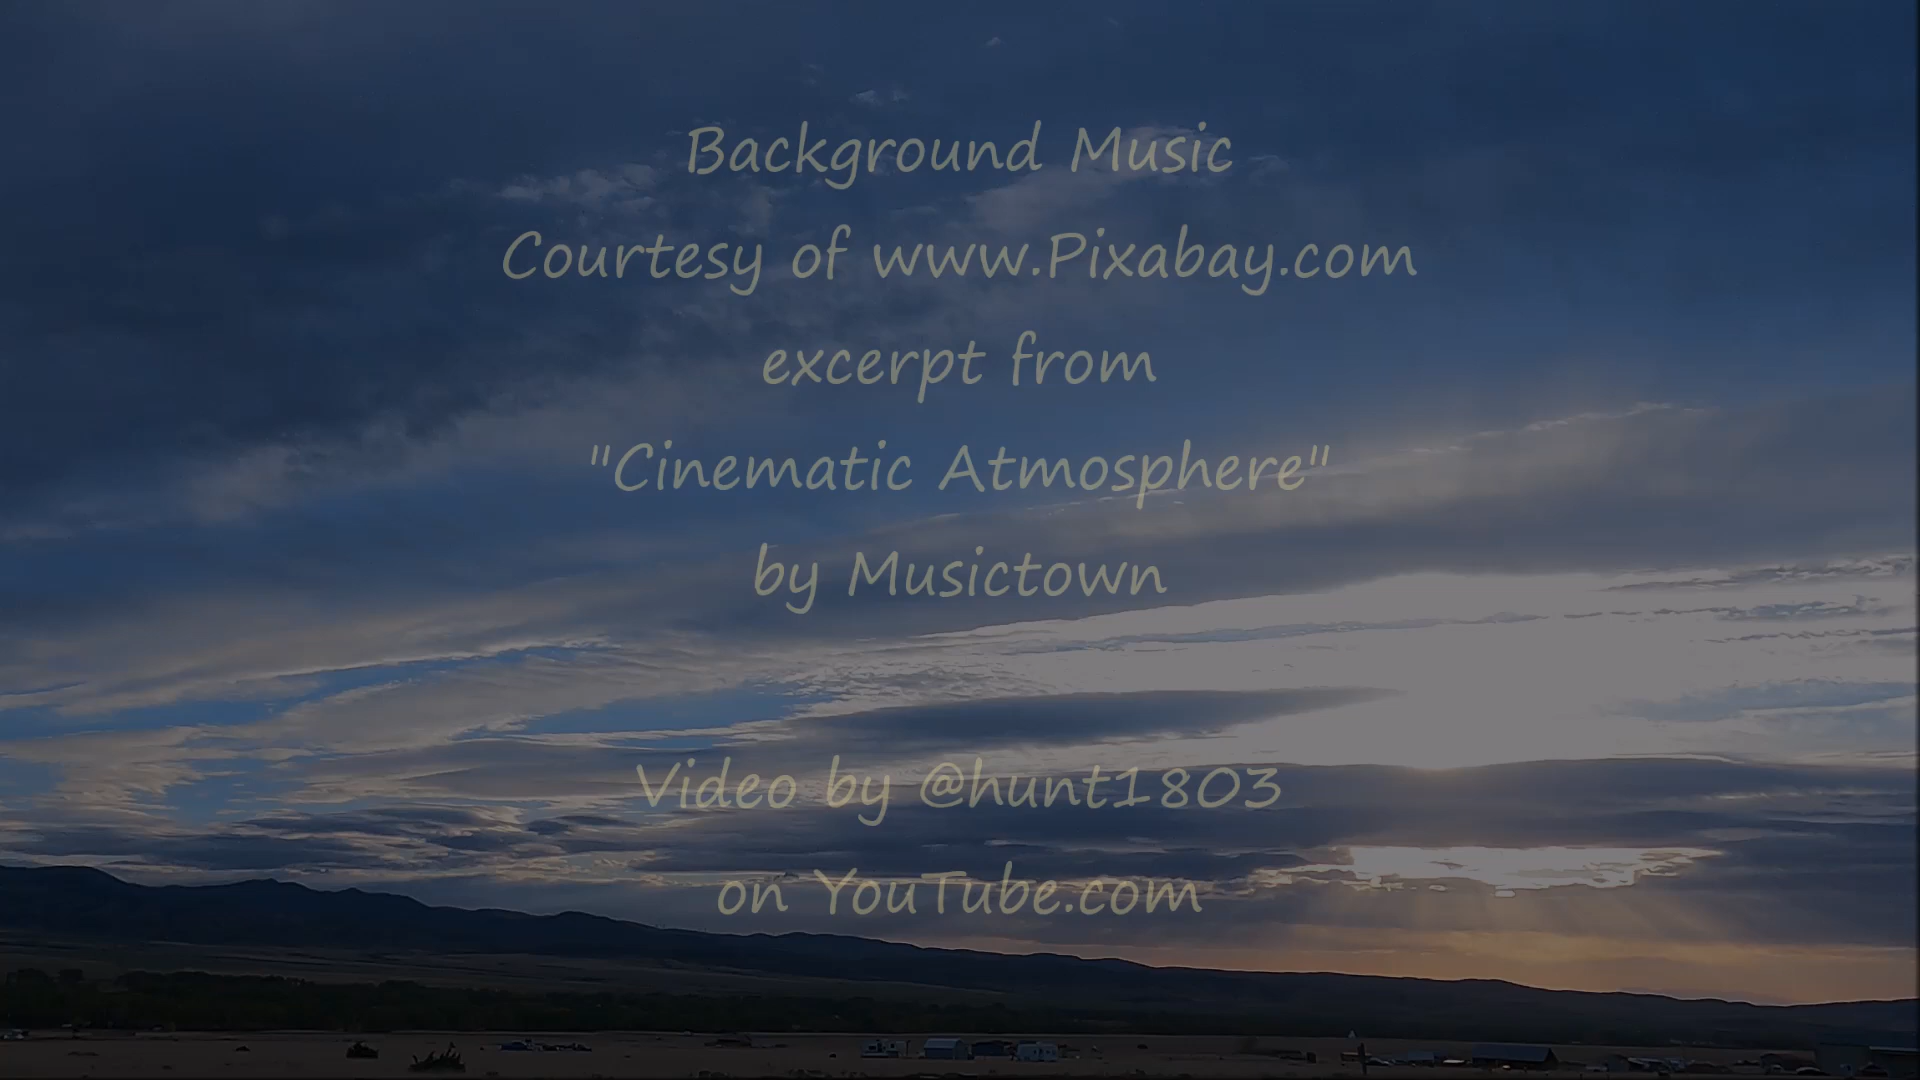 Background Music
Courtesy of www.Pixabay.com
excerpt from
"Cinematic Atmosphere"
by Musictown
Video by @hunt1803
on YouTube.com